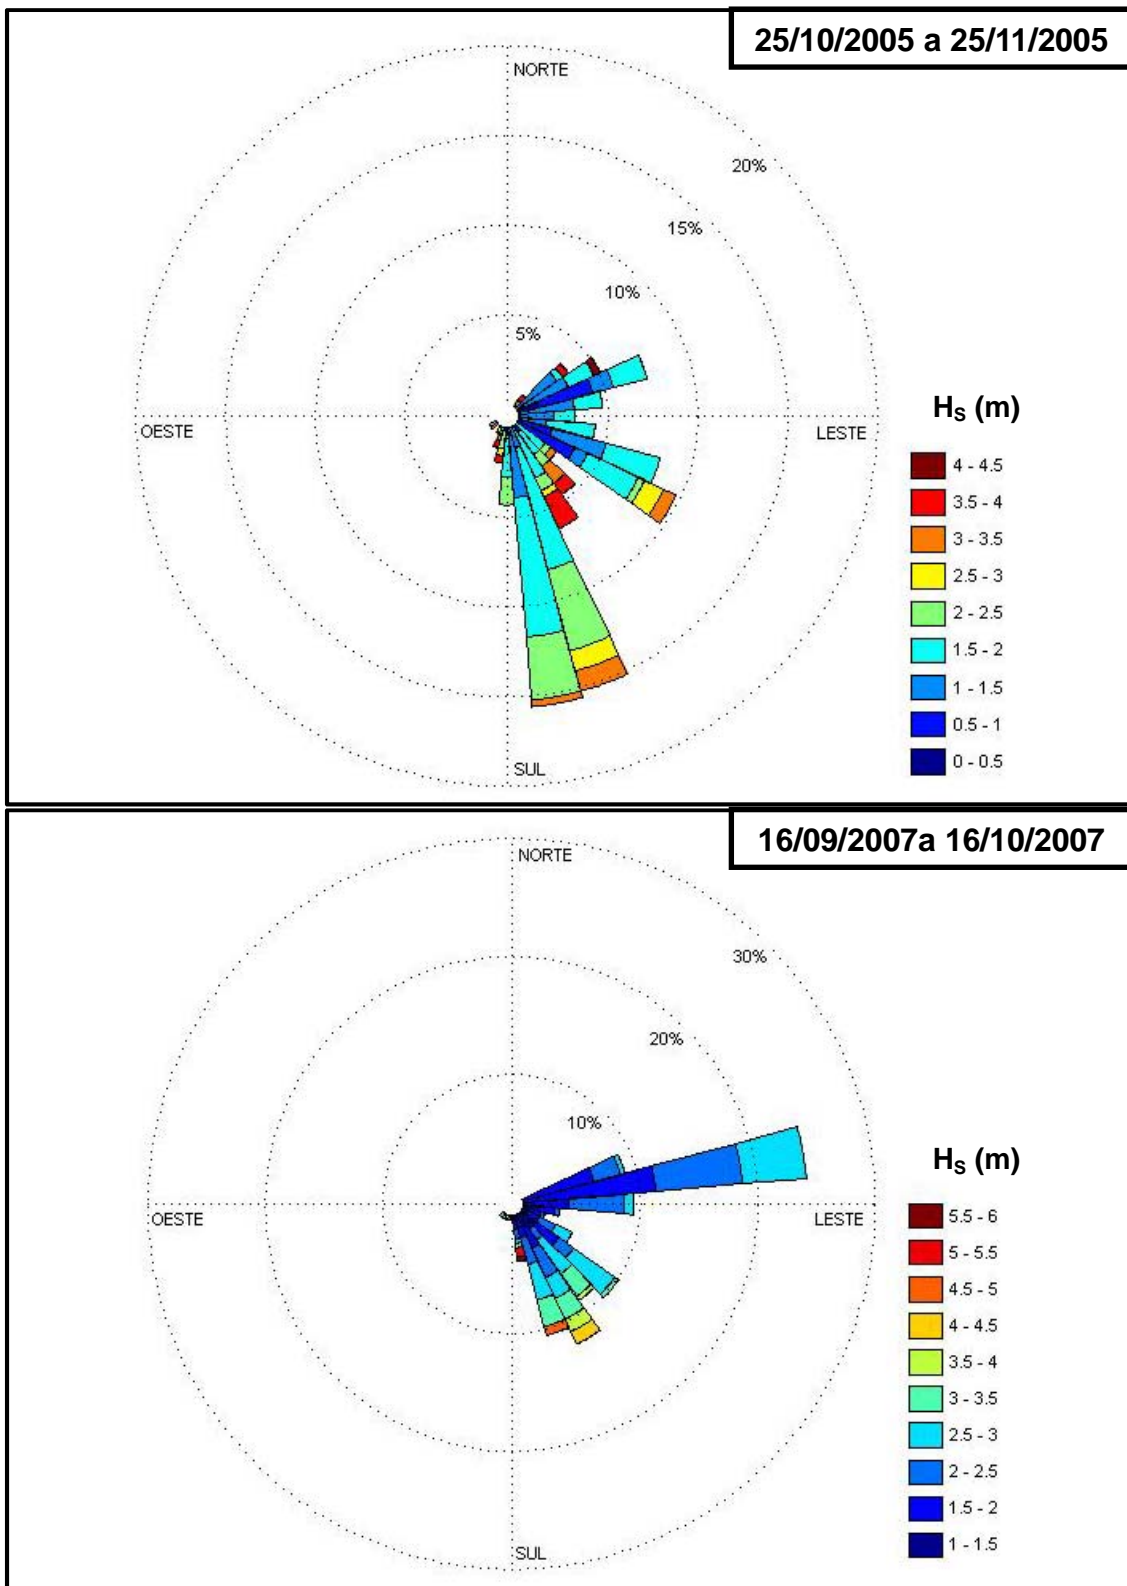 25/10/2005 a 25/11/2005
NORTE
20%
15%
10%
5%
OESTE
LESTE
SUL
Hs (m)
4 - 4.5
3.5 - 4
3 - 3.5
2.5 - 3
2 - 2.5
1.5 - 2
1 - 1.5
0.5 - 1
0 - 0.5
16/09/2007a 16/10/2007
NORTE
30%
20%
10%
OESTE
LESTE
SUL
Hs (m)
5.5 - 6
5 - 5.5
4.5 - 5
4 - 4.5
3.5 - 4
3 - 3.5
2.5 - 3
2 - 2.5
1.5 - 2
1 - 1.5